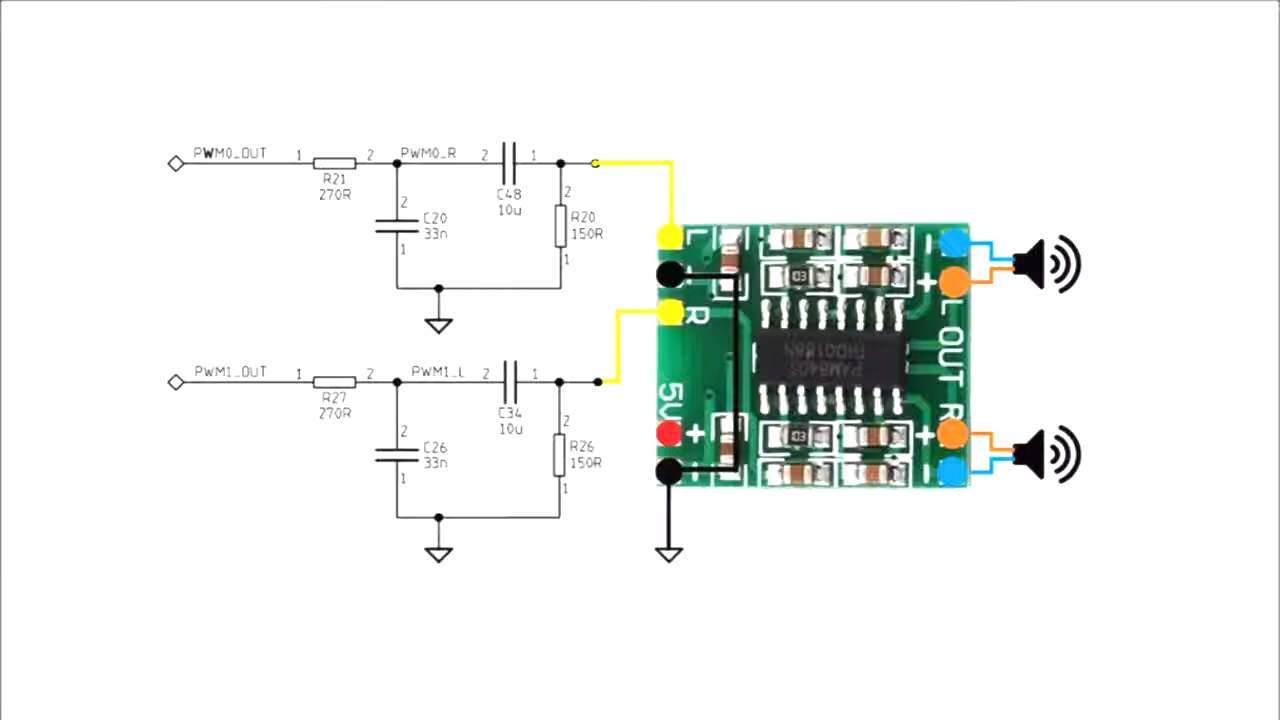 PWM0_OUT
1
2
R21
270R
PWM0_R
2
1
C48
10u
2
C20
33n
1
2
R20
150R
1
PWM1_OUT
1
2
R27
270R
PWM1_L
2
1
C34
10u
2
C26
33n
1
2
R26
150R
1
L
R
5V
+
-
103
103
-
+
L OUT R
+
-